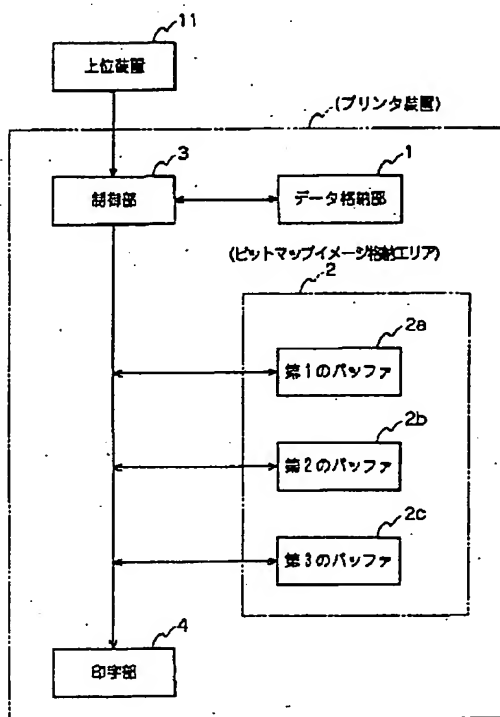 11
上位装置
(プリンタ装置)
3
制御部
1
データ格納部
(ビットマップイメージ格納エリア)
2
2a
第1のバッファ
2b
第2のバッファ
2c
第3のバッファ
4
印字部